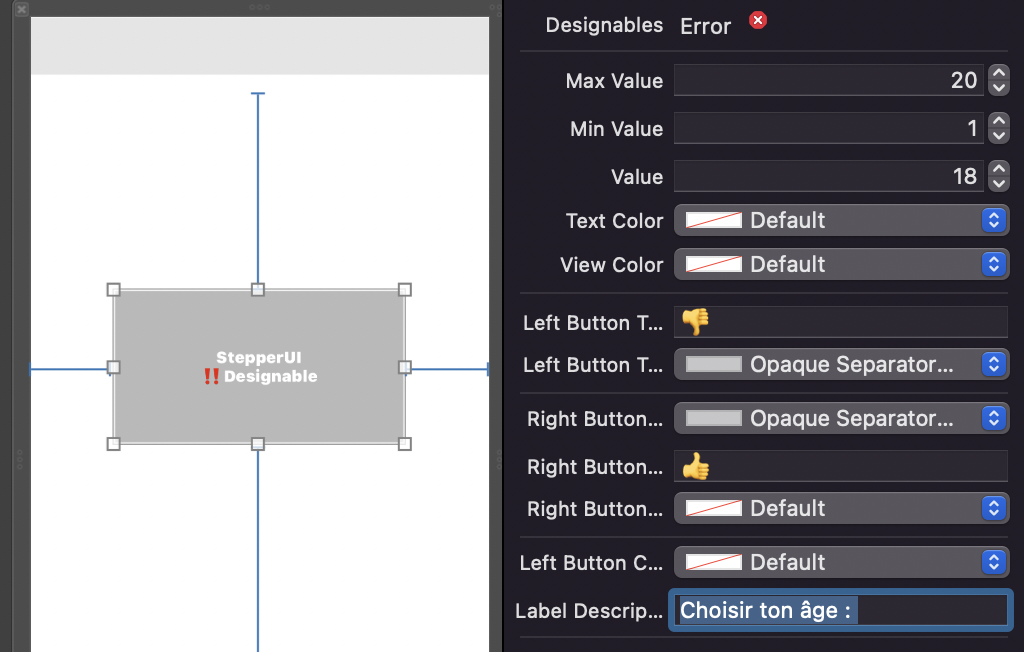 StepperUI
‼️ Designable
Designables Error
Max Value 20
Min Value 1
Value 18
Text Color Default
View Color Default
Left Button T... 👎
Left Button T... Opaque Separator...
Right Button... Opaque Separator...
Right Button... 👍
Right Button... Default
Left Button C... Default
Label Descrip... Choisir ton âge :